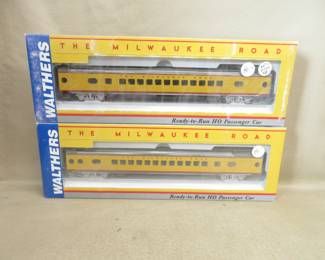 WALTHERS
THE MILWAUKEE ROAD
Ready-to-Run HO Passenger Car
WALTHERS
THE MILWAUKEE ROAD
Ready-to-Run HO Passenger Car